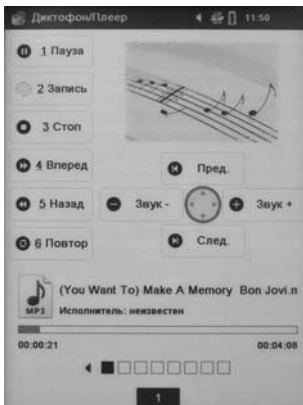 Диктофон/Плеер 11:50
1 Пауза
2 Запись
3 Стоп
4 Вперед
Пред.
5 Назад
Звук -
Звук +
6 Повтор
След.
(You Want To) Make A Memory Bon Jovi.n
MP3
Исполнитель: неизвестен
00:00:21
00:04:08
1